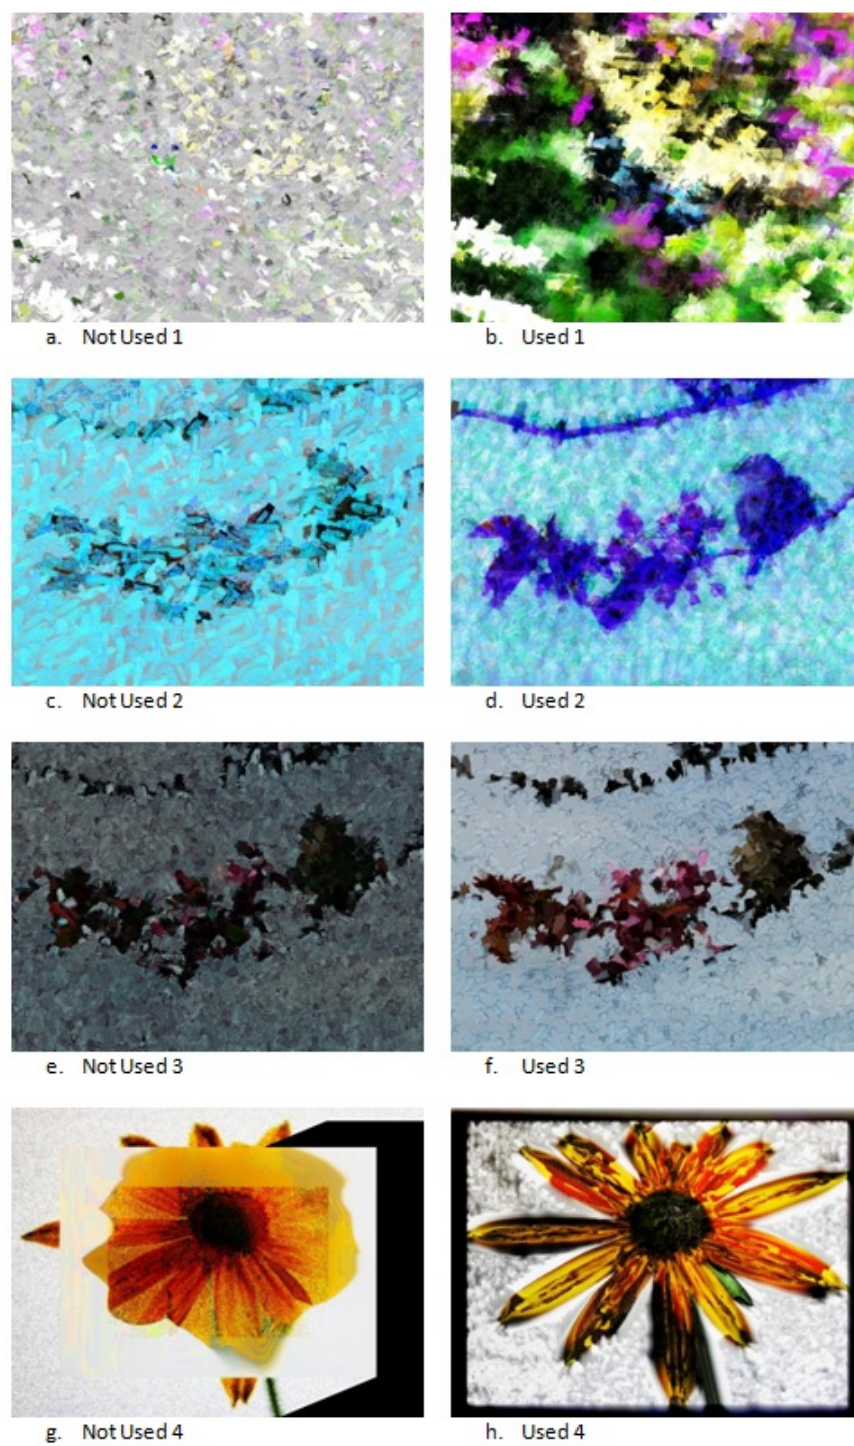 a. Not Used 1
b. Used 1
c. Not Used 2
d. Used 2
e. Not Used 3
f. Used 3
g. Not Used 4
h. Used 4